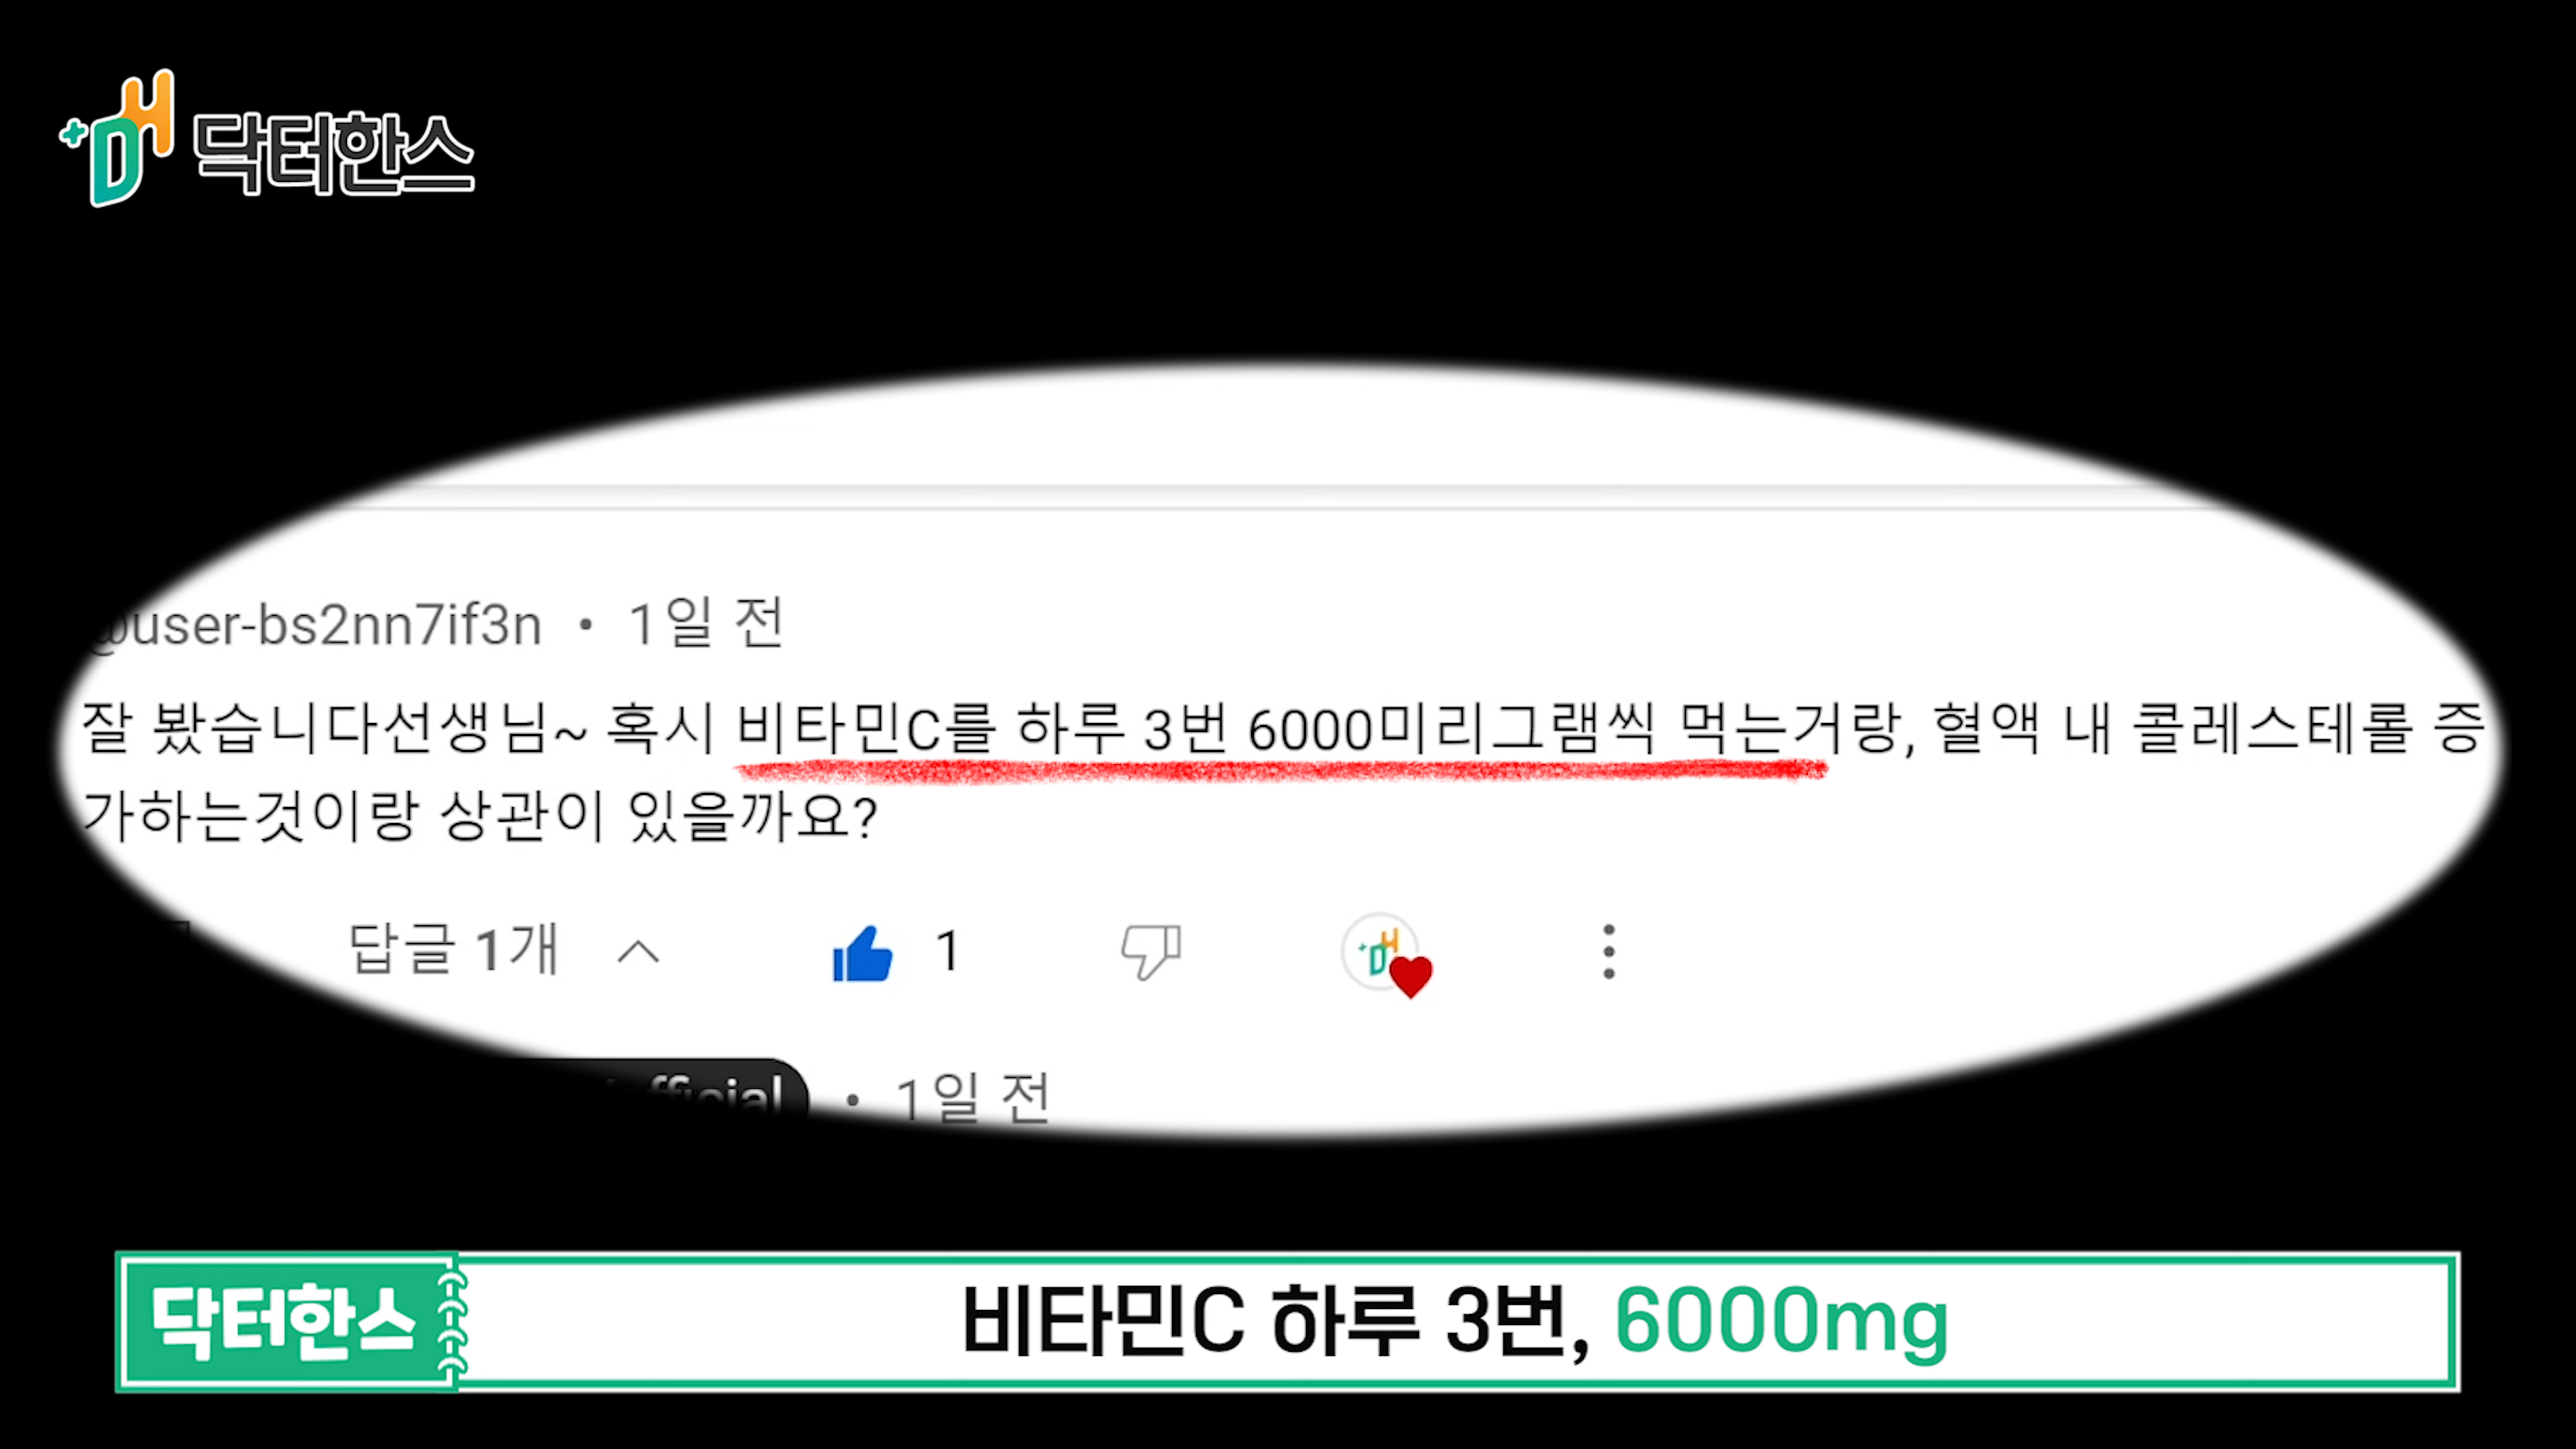 닥터한스
@user-bs2nn7if3n • 1일 전
잘 봤습니다선생님~ 혹시 비타민C를 하루 3번 6000미리그램씩 먹는거랑, 혈액 내 콜레스테롤 증
가하는것이랑 상관이 있을까요?
답글 1개 1
• 1일 전
닥터한스 비타민C 하루 3번, 6000mg